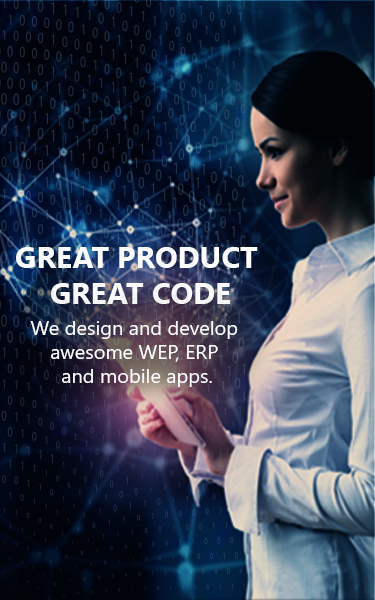 GREAT PRODUCT
GREAT CODE
We design and develop
awesome WEP, ERP
and mobile apps.